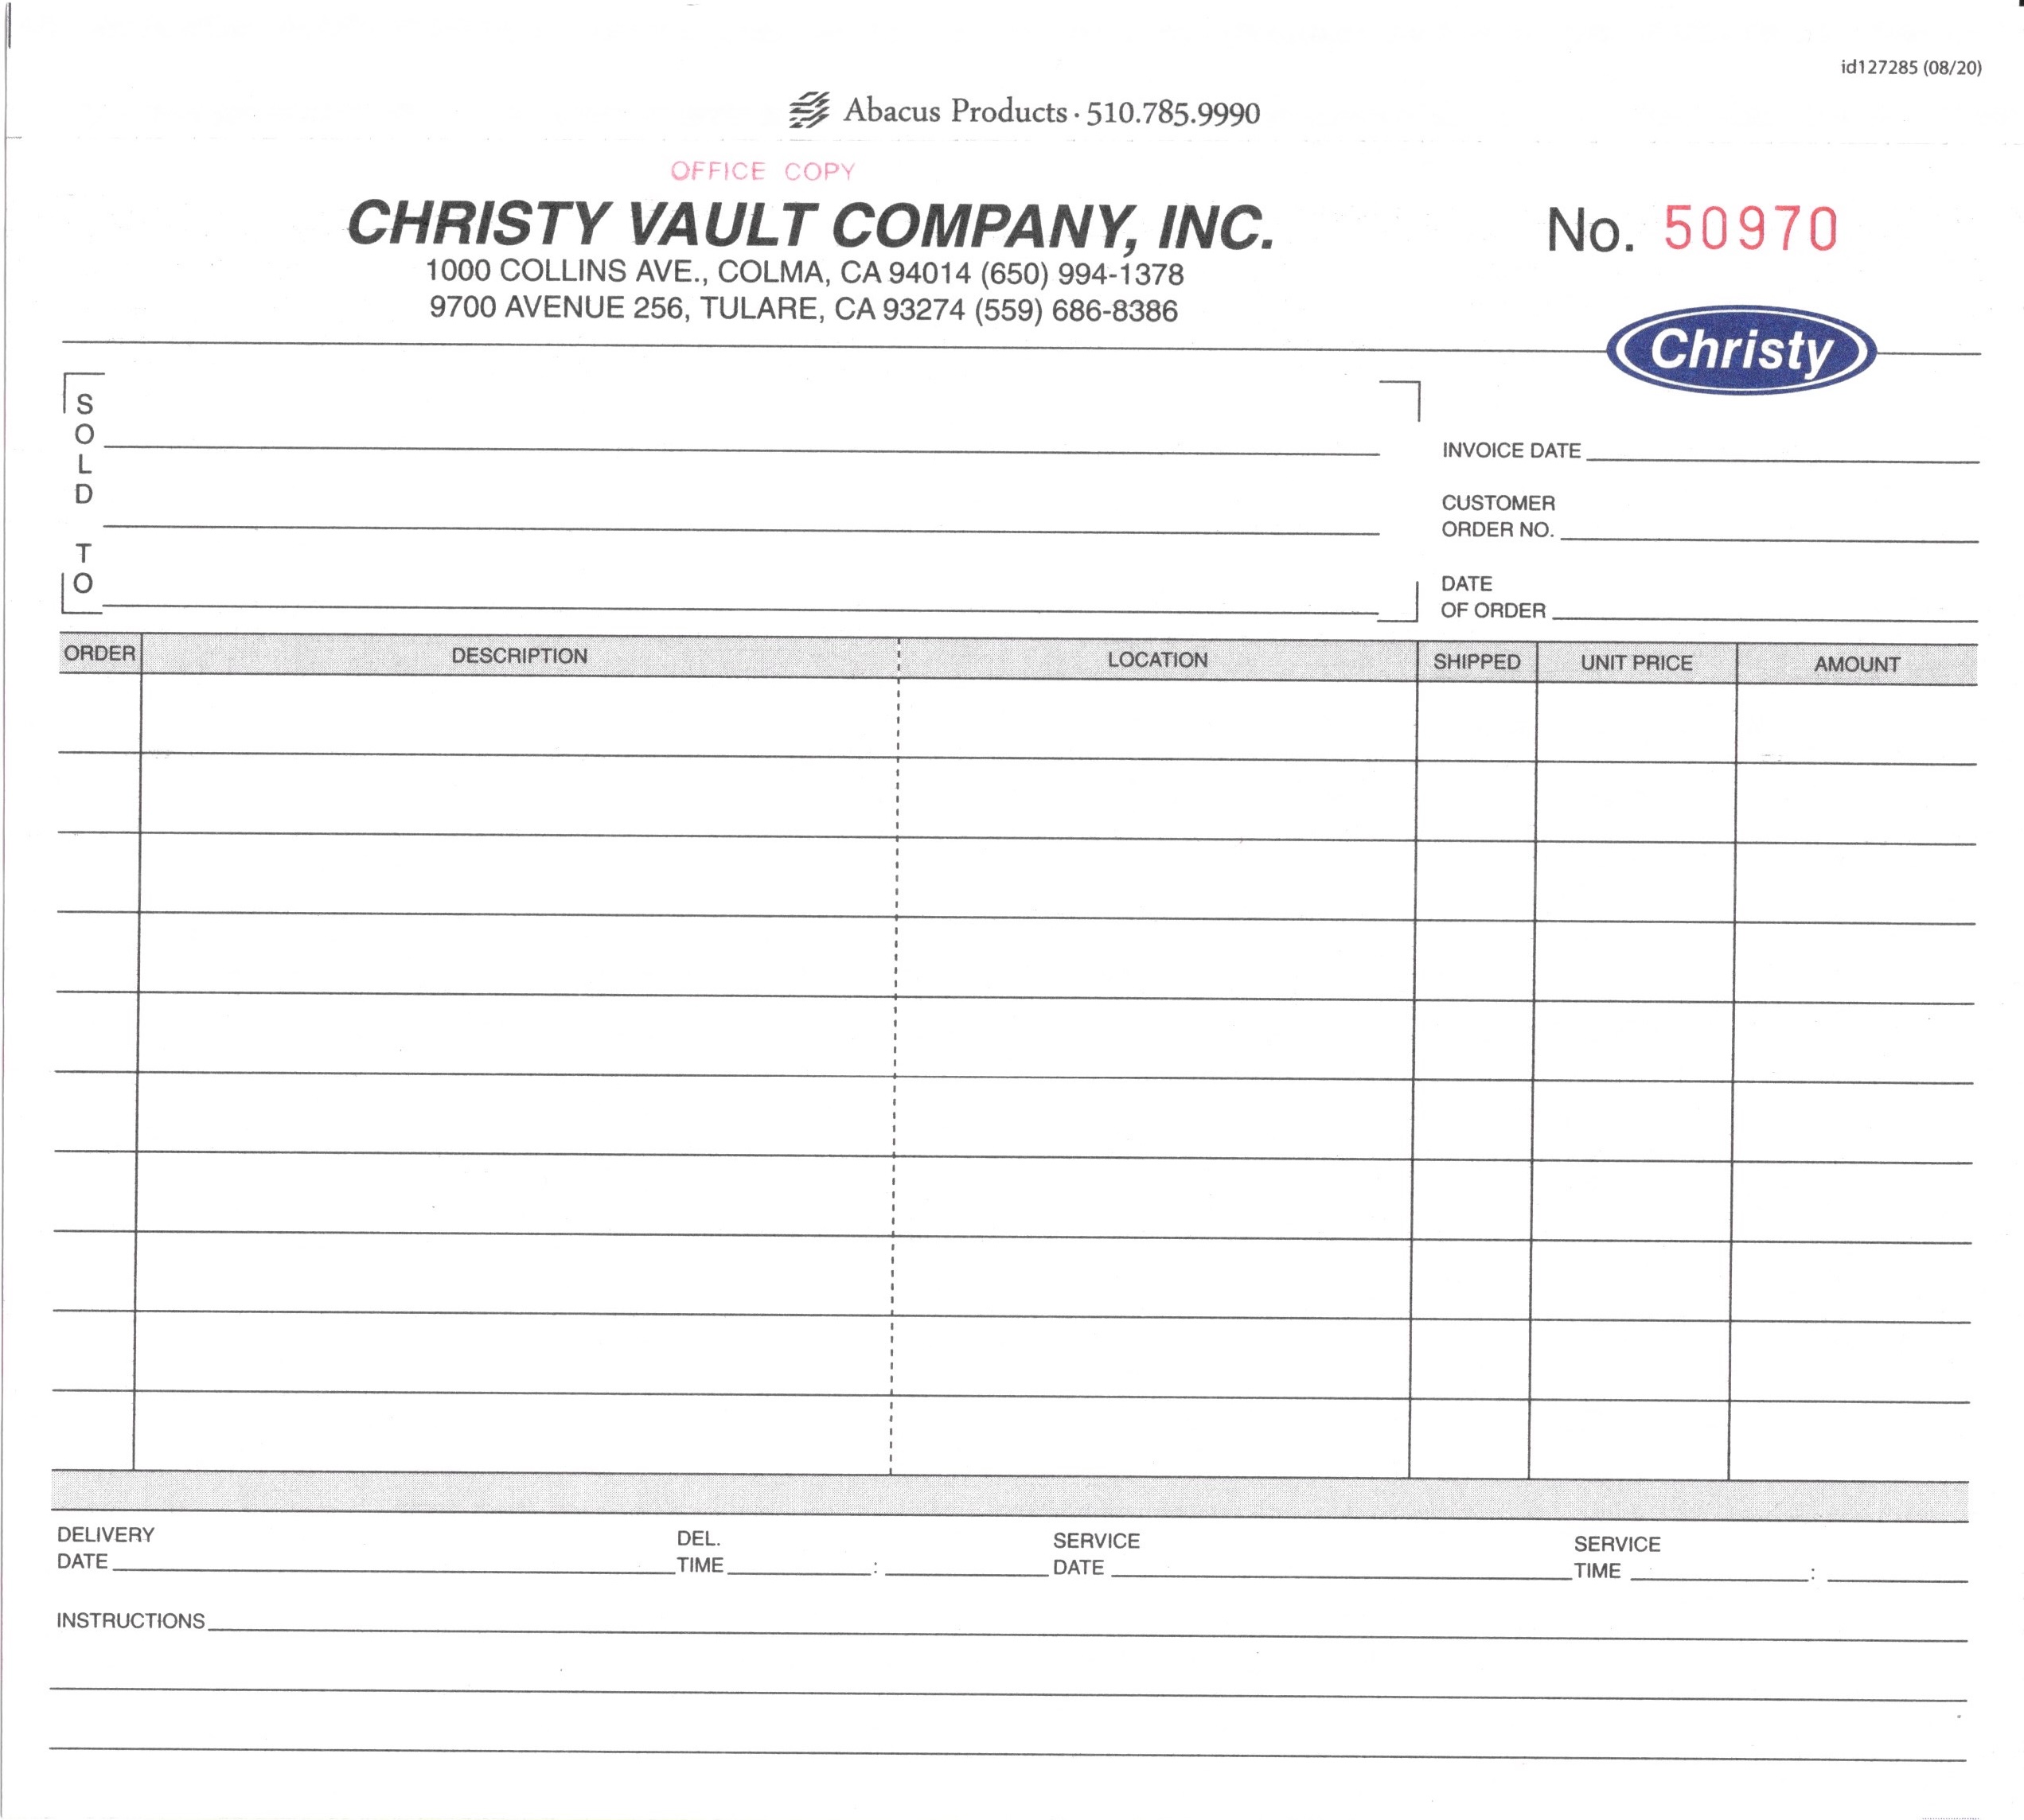 id127285 (08/20)
Abacus Products · 510.785.9990
OFFICE COPY
CHRISTY VAULT COMPANY, INC.
No. 50970
1000 COLLINS AVE., COLMA, CA 94014 (650) 994-1378
9700 AVENUE 256, TULARE, CA 93274 (559) 686-8386
Christy
SOLD TO
INVOICE DATE
CUSTOMER
ORDER NO.
DATE
OF ORDER
ORDER DESCRIPTION LOCATION SHIPPED UNIT PRICE AMOUNT
DELIVERY
DATE
DEL.
TIME :
SERVICE
DATE
SERVICE
TIME :
INSTRUCTIONS